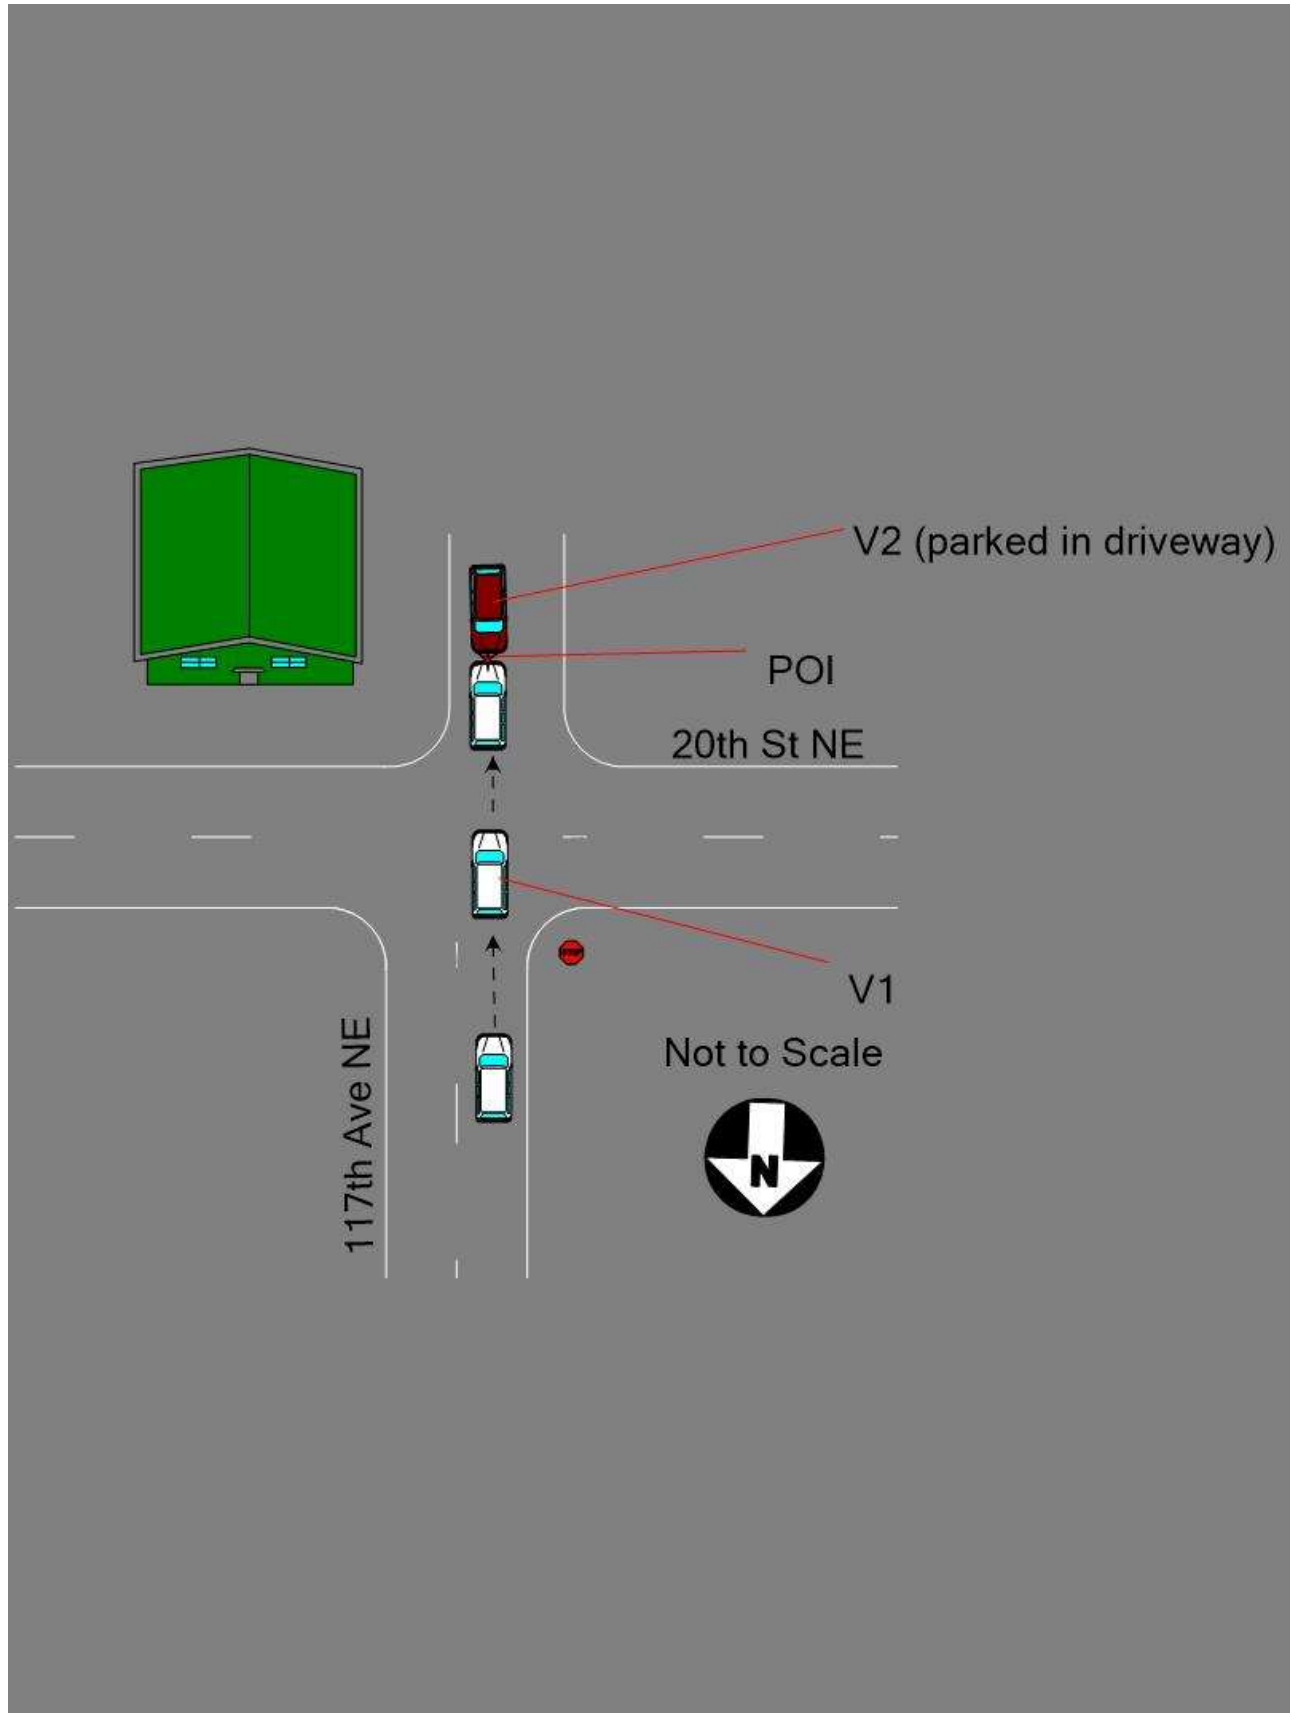 V2 (parked in driveway)
POI
20th St NE
V1
Not to Scale
117th Ave NE
N